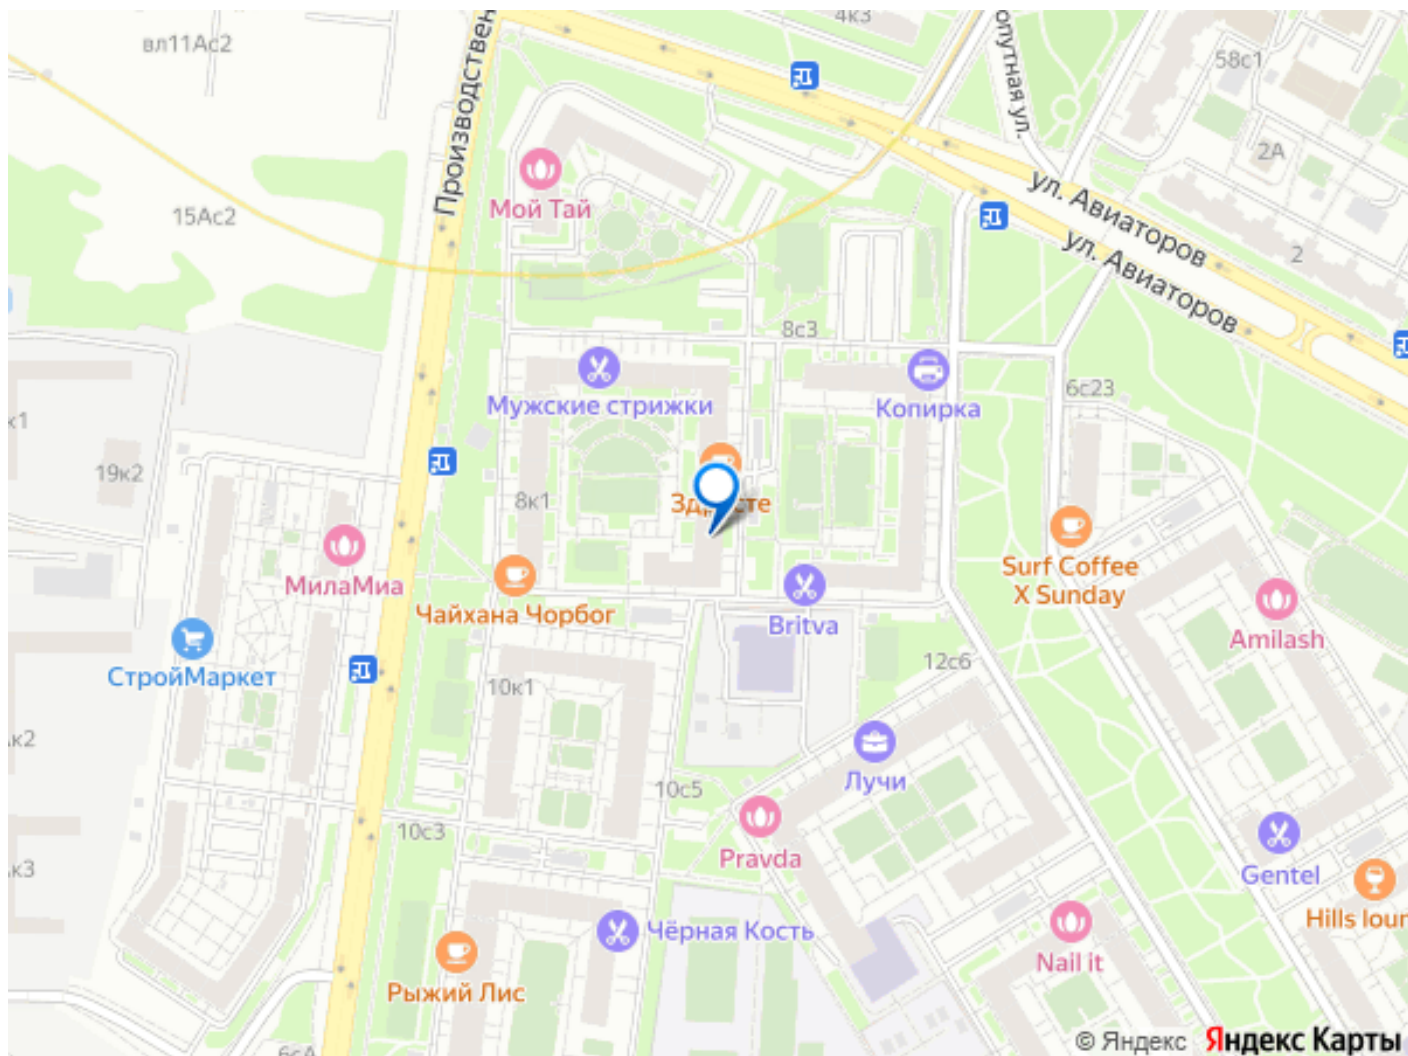 4к3
вл11Ас2
Производствен
опутная ул.
58с1
2А
Мой Тай
15Ас2
ул. Авиаторов
ул. Авиаторов
2
8с3
Мужские стрижки
Копирка
6с23
к1
19к2
8к1
Surf Coffee
X Sunday
МилаМиа
Чайхана Чорбог
Britva
Amilash
СтройМаркет
12с6
10к1
к2
Лучи
10с5
10с3
Pravda
к3
Gentel
Hills lour
Чёрная Кость
Nail it
Рыжий Лис
© Яндекс Яндекс Карты